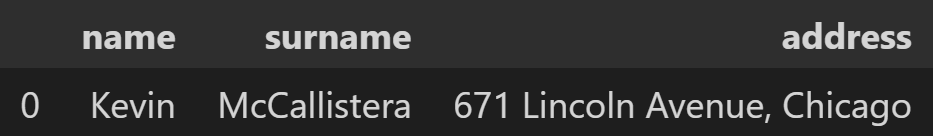 name surname address
0 Kevin McCallistera 671 Lincoln Avenue, Chicago